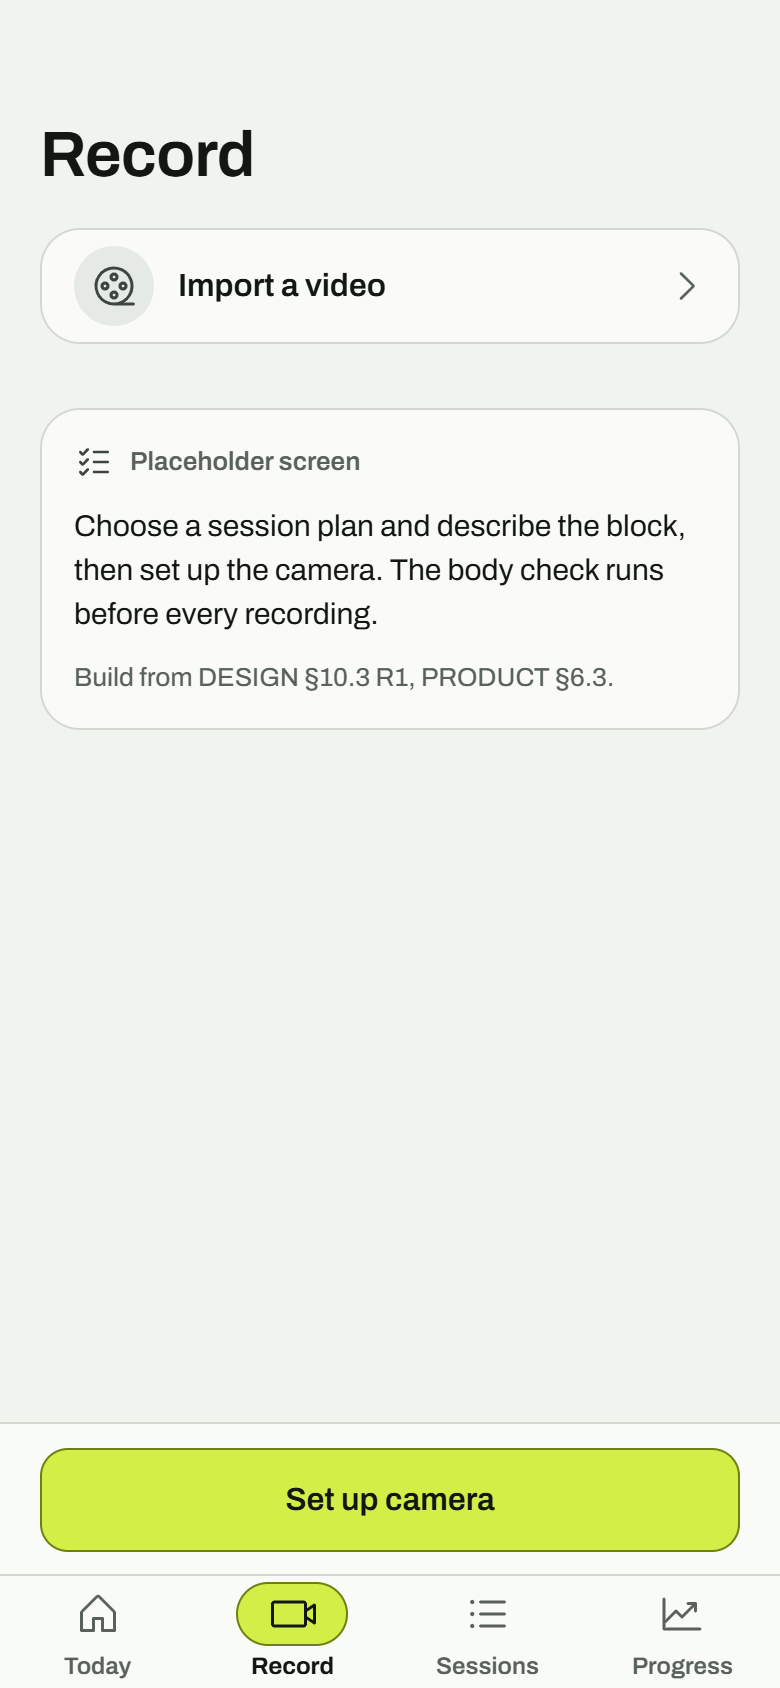 Record
Import a video
Placeholder screen
Choose a session plan and describe the block,
then set up the camera. The body check runs
before every recording.
Build from DESIGN §10.3 R1, PRODUCT §6.3.
Set up camera
Today
Record
Sessions
Progress